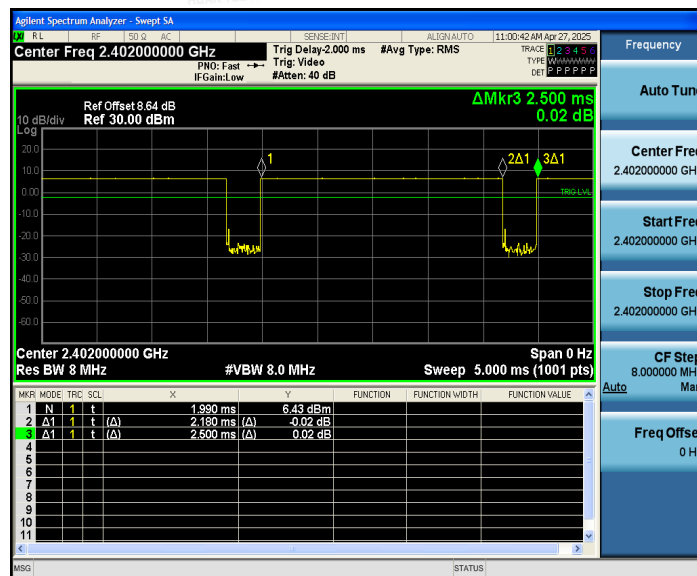 Agilent Spectrum Analyzer - Swept SA
LXI RL RF 50 Ω AC SENSE:INT ALIGN AUTO 11:00:42 AM Apr 27, 2025
Center Freq 2.402000000 GHz Trig Delay-2.000 ms #Avg Type: RMS TRACE 1 2 3 4 5 6
PNO: Fast Trig: Video TYPE WWWWWW
IFGain:Low #Atten: 40 dB DET P P P P P P
ΔMkr3 2.500 ms
0.02 dB
Ref Offset 8.64 dB
10 dB/div Ref 30.00 dBm
Log
20.0
10.0
0.00
-10.0
-20.0
-30.0
-40.0
-50.0
-60.0
1
2Δ1 3Δ1
TRIG LVL
Center 2.402000000 GHz Span 0 Hz
Res BW 8 MHz #VBW 8.0 MHz Sweep 5.000 ms (1001 pts)
MKR MODE TRC SCL X Y FUNCTION FUNCTION WIDTH FUNCTION VALUE
1 N 1 t 1.990 ms 6.43 dBm
2 Δ1 1 t (Δ) 2.180 ms (Δ) -0.02 dB
3 Δ1 1 t (Δ) 2.500 ms (Δ) 0.02 dB
4
5
6
7
8
9
10
11
MSG STATUS
Frequency
Auto Tun
Center Fre
2.402000000 GH
Start Fre
2.402000000 GH
Stop Fre
2.402000000 GH
CF Ste
8.000000 MH
Auto Ma
Freq Offse
0 H